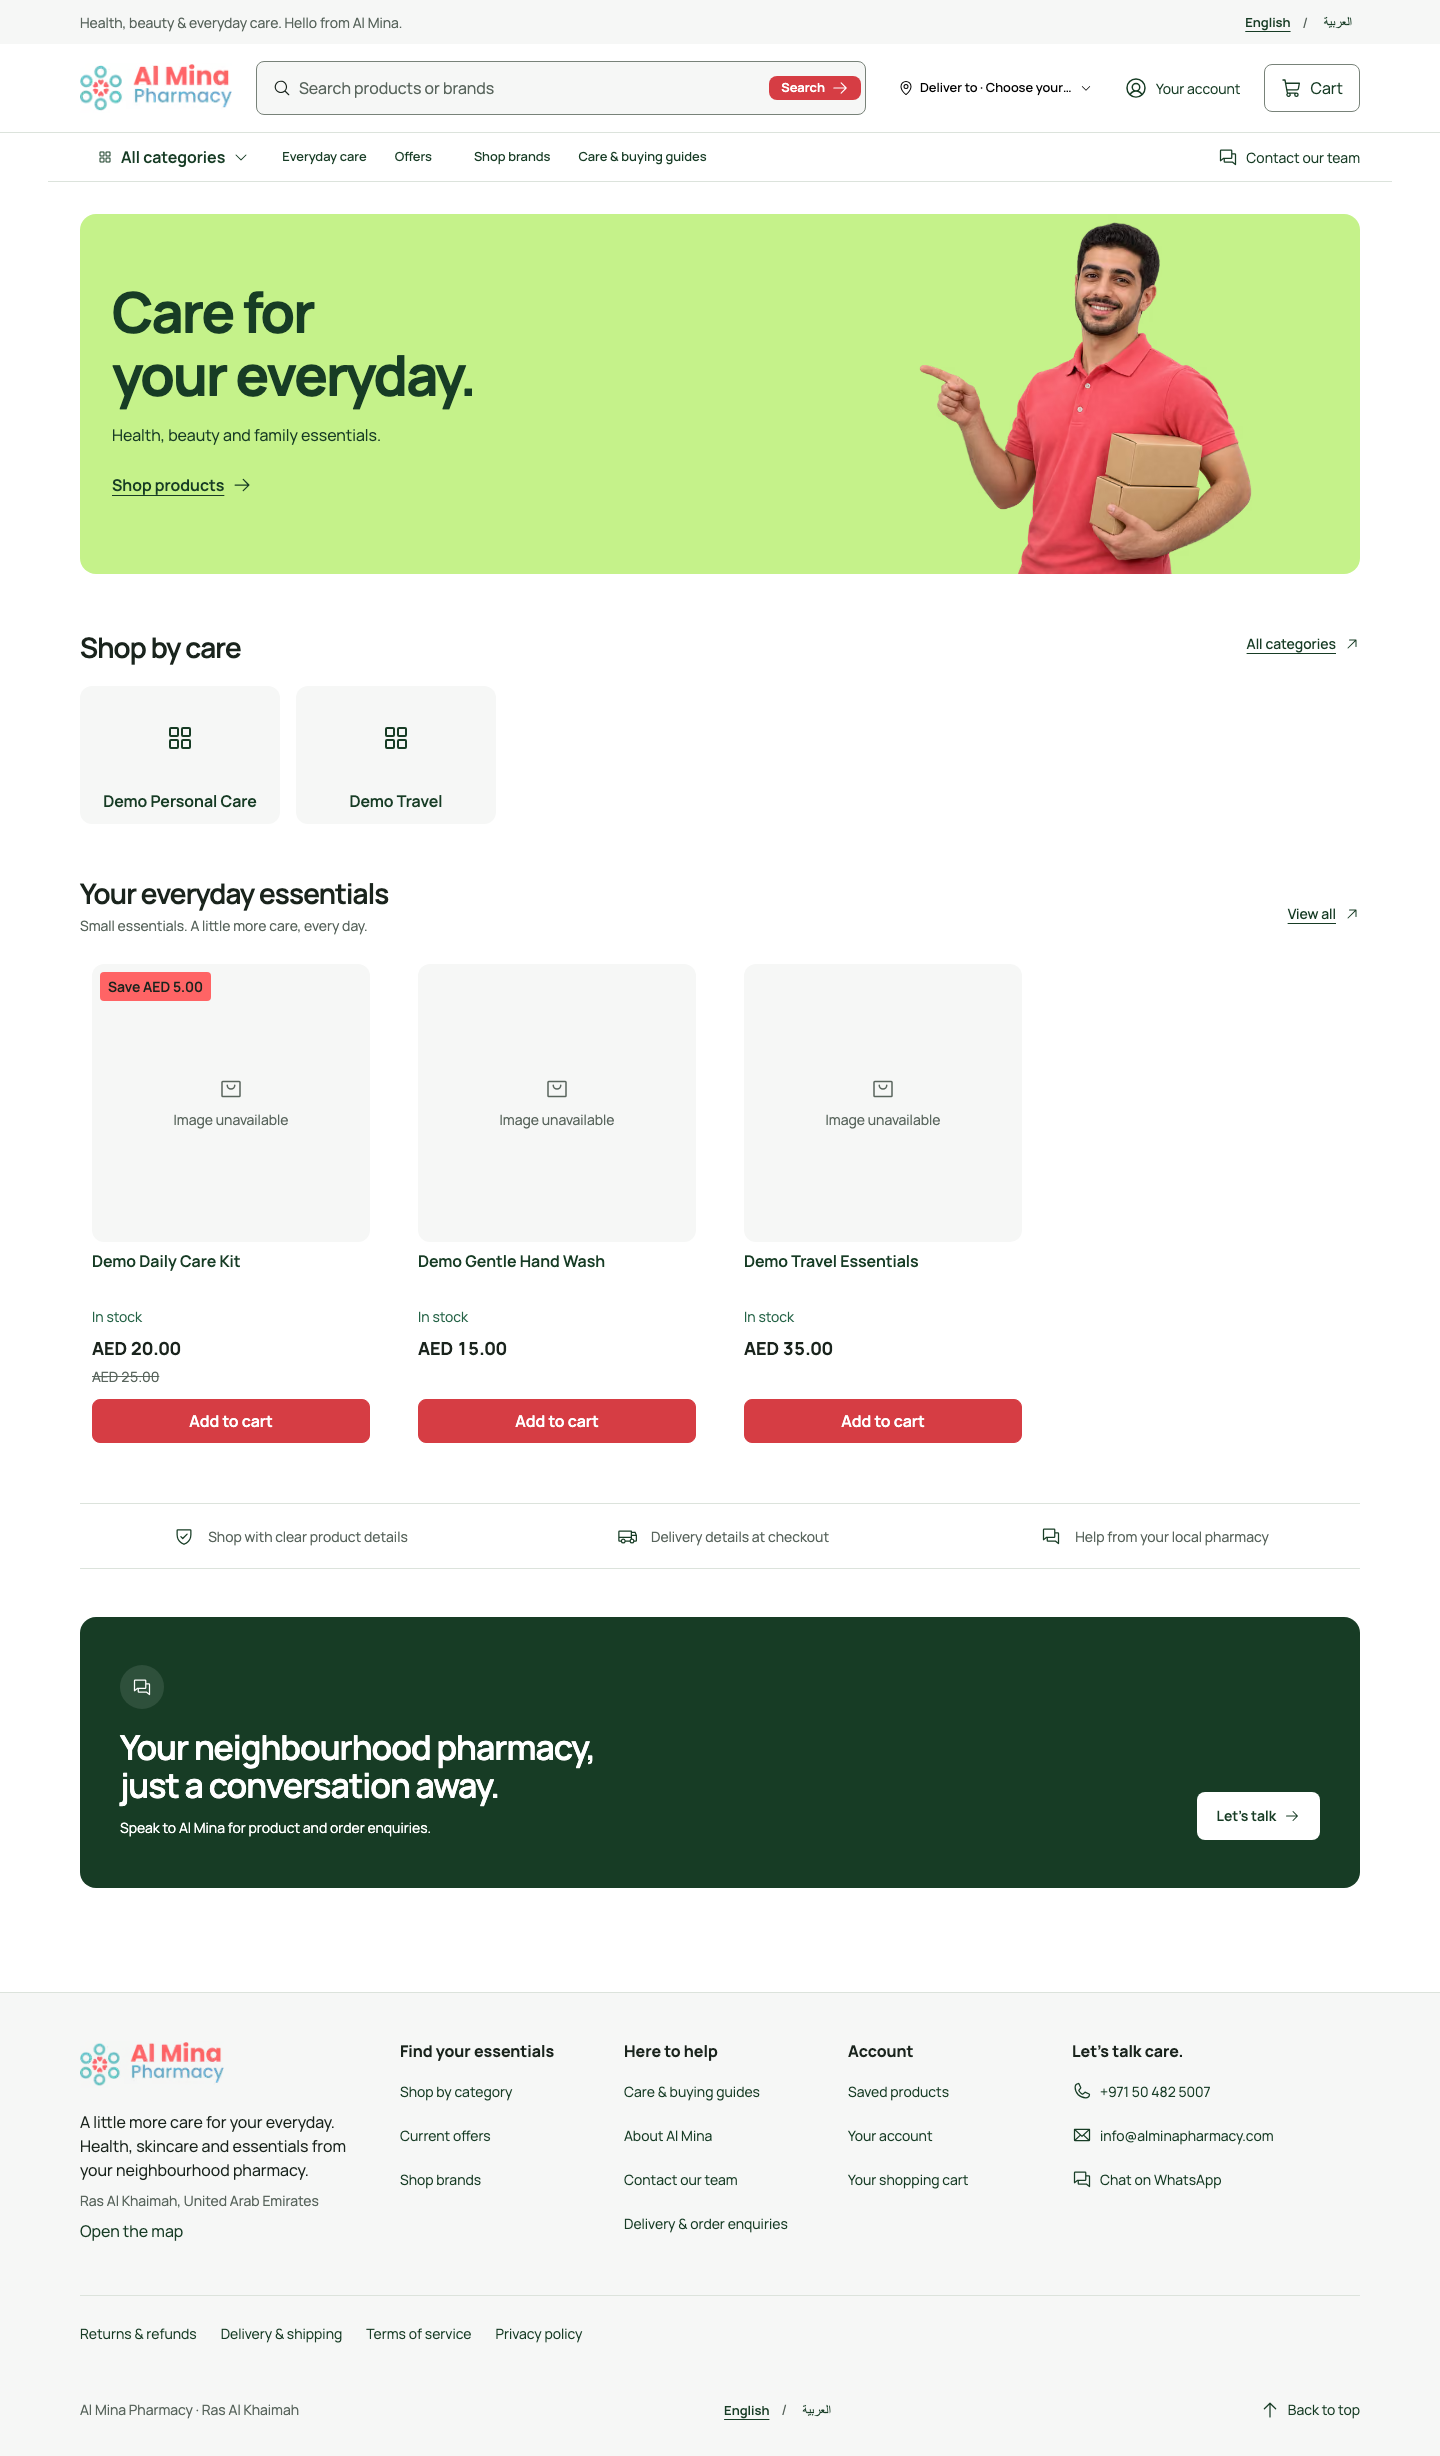 Health, beauty & everyday care. Hello from Al Mina.
English / العربية
Al Mina
Pharmacy
Search products or brands
Search
Deliver to · Choose your...
Your account
Cart
All categories
Everyday care
Offers
Shop brands
Care & buying guides
Contact our team
Care for
your everyday.
Health, beauty and family essentials.
Shop products
Shop by care
All categories
Demo Personal Care
Demo Travel
Your everyday essentials
Small essentials. A little more care, every day.
View all
Save AED 5.00
Image unavailable
Image unavailable
Image unavailable
Demo Daily Care Kit
Demo Gentle Hand Wash
Demo Travel Essentials
In stock
In stock
In stock
AED 20.00
AED 15.00
AED 35.00
AED 25.00
Add to cart
Add to cart
Add to cart
Shop with clear product details
Delivery details at checkout
Help from your local pharmacy
Your neighbourhood pharmacy,
just a conversation away.
Speak to Al Mina for product and order enquiries.
Let's talk
Al Mina
Pharmacy
A little more care for your everyday.
Health, skincare and essentials from
your neighbourhood pharmacy.
Ras Al Khaimah, United Arab Emirates
Open the map
Find your essentials
Shop by category
Current offers
Shop brands
Here to help
Care & buying guides
About Al Mina
Contact our team
Delivery & order enquiries
Account
Saved products
Your account
Your shopping cart
Let's talk care.
+971 50 482 5007
info@alminapharmacy.com
Chat on WhatsApp
Returns & refunds
Delivery & shipping
Terms of service
Privacy policy
Al Mina Pharmacy · Ras Al Khaimah
English / العربية
Back to top